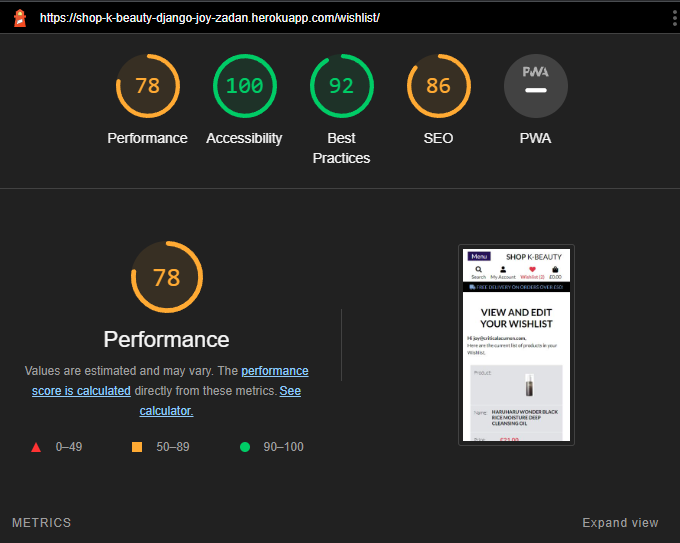 https://shop-k-beauty-django-joy-zadan.herokuapp.com/wishlist/
78
100
92
86
PWA
Performance
Accessibility
Best
Practices
SEO
PWA
78
Performance
Values are estimated and may vary. The performance
score is calculated directly from these metrics. See
calculator.
0–49
50–89
90–100
Menu
SHOP K-BEAUTY
Search
My Account
Wishlist (2)
£0.00
FREE DELIVERY ON ORDERS OVER £50
VIEW AND EDIT
YOUR WISHLIST
Here are the current list of products in your
Wishlist.
Product
Name
HARUHARU WONDER BLACK
RICE MOISTURE DEEP
CLEANSING OIL
Price
METRICS
Expand view